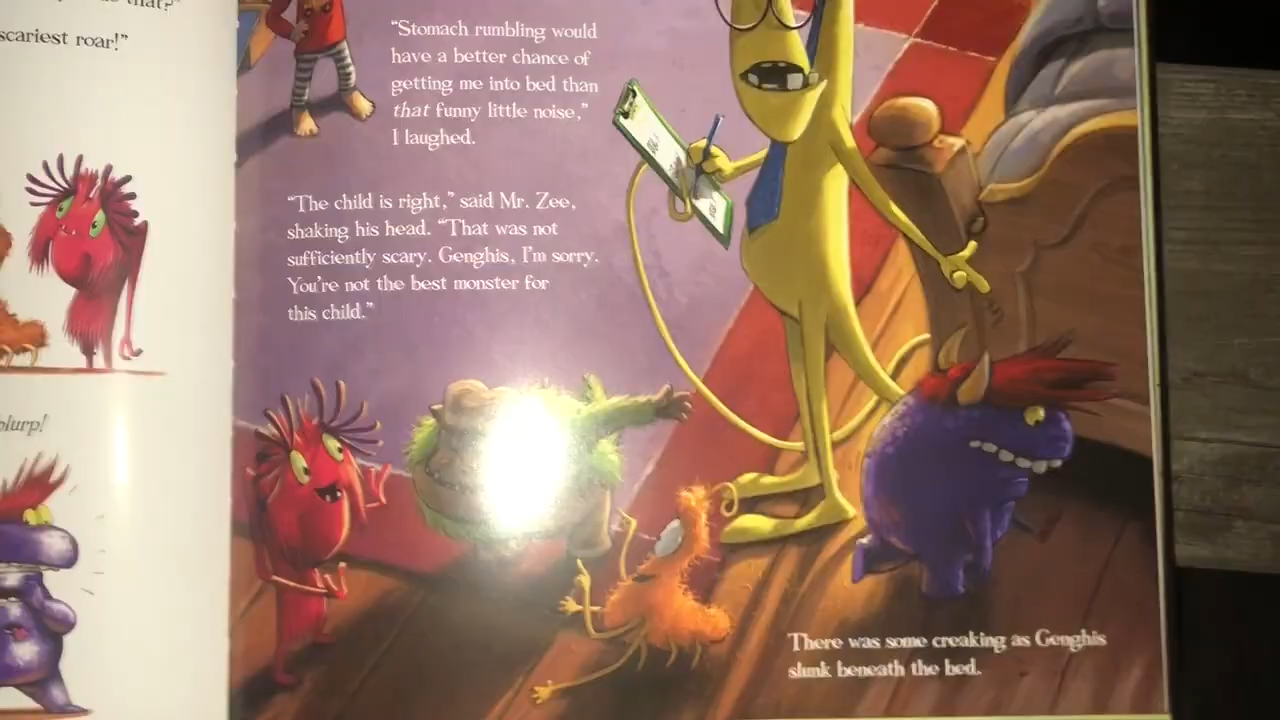 that?"
scariest roar!"
blurp!
"Stomach rumbling would
have a better chance of
getting me into bed than
that funny little noise,"
I laughed.
"The child is right," said Mr. Zee,
shaking his head. "That was not
sufficiently scary. Genghis, I'm sorry.
You're not the best monster for
this child."
There was some creaking as Genghis
slunk beneath the bed.